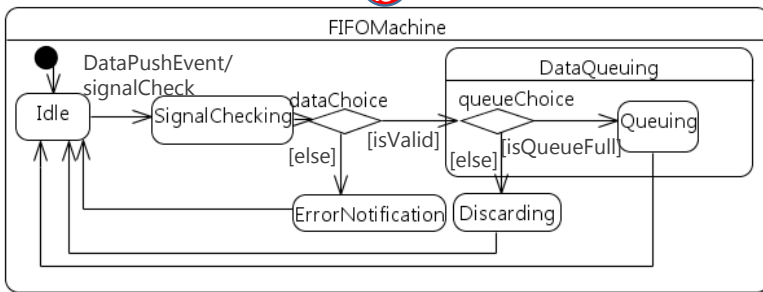 FIFOMachine
DataPushEvent/
signalCheck
DataQueuing
Idle
SignalChecking
dataChoice
queueChoice
Queuing
[isValid]
[isQueueFull]
[else]
[else]
ErrorNotification
Discarding